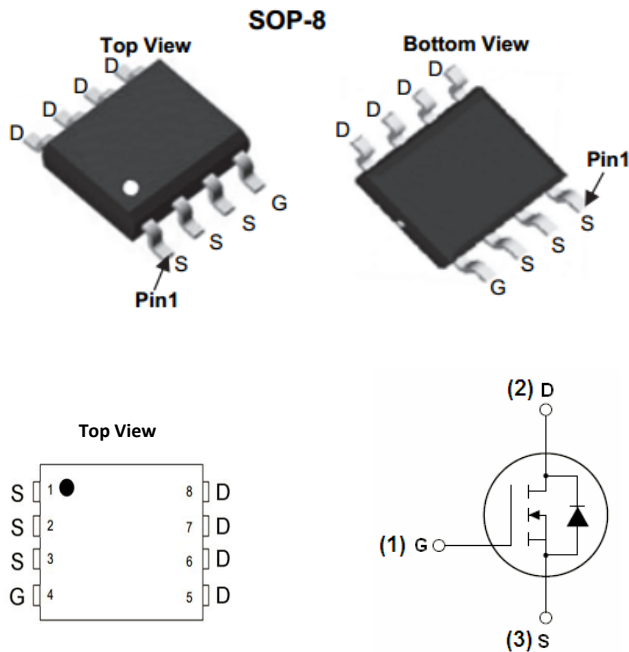 SOP-8
Top View
Bottom View
D
D
D
D
G
S
S
S
Pin1
D
D
D
D
Pin1
S
S
S
G
Top View
S 1 8 D
S 2 7 D
S 3 6 D
G 4 5 D
(2) D
(1) G
(3) S